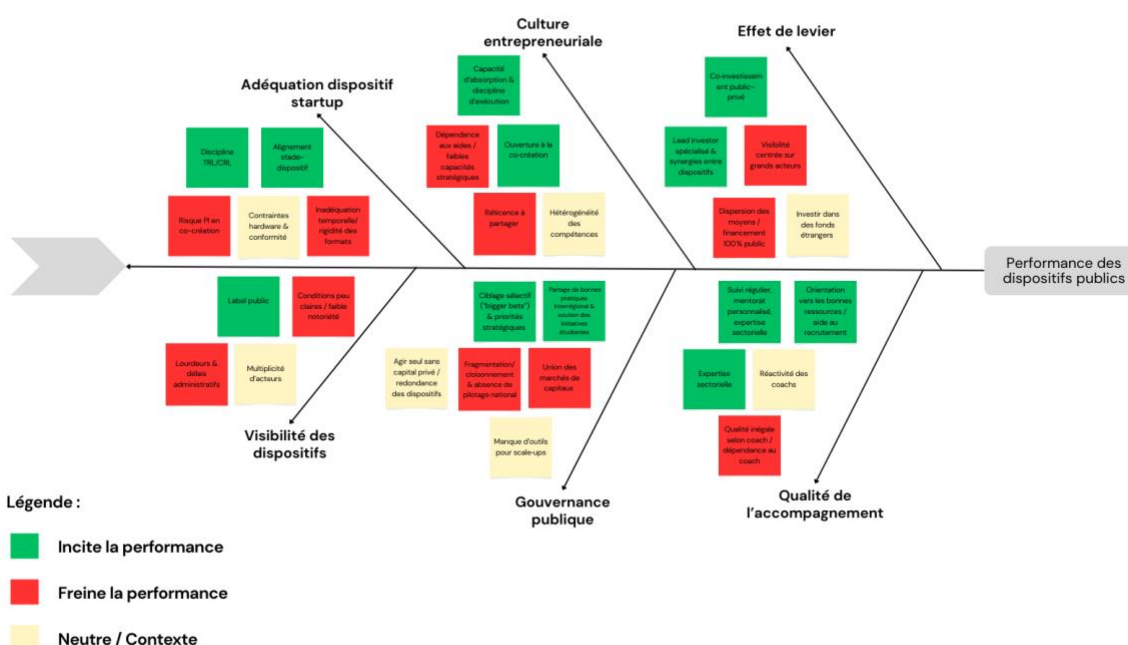 Culture
entrepreneuriale
Effet de levier
Adéquation dispositif
startup
Capacité
d'absorption &
discipline
d'exécution
Co-investissem
ent public-
privé
Discipline
TRL/CRL
Alignement
stade-
dispositif
Dépendance
aux aides /
faibles
capacités
stratégiques
Ouverture à la
co-création
Lead investor
spécialisé &
synergies entre
dispositifs
Visibilité
centrée sur
grands acteurs
Risque PI en
co-création
Contraintes
hardware &
conformité
Inadéquation
temporelle/
rigidité des
formats
Réticence à
partager
Hétérogénéité
des
compétences
Dispersion des
moyens /
financement
100% public
Investir dans
des fonds
étrangers
Performance des
dispositifs publics
Label public
Conditions peu
claires / faible
notoriété
Ciblage sélectif
("bigger bets")
& priorités
stratégiques
Partage de bonnes
pratiques
interrégional &
soutien des
initiatives
étudiantes
Suivi régulier,
mentorat
personnalisé,
expertise
sectorielle
Orientation
vers les bonnes
ressources /
aide au
recrutement
Lourdeurs &
délais
administratifs
Multiplicité
d'acteurs
Agir seul sans
capital privé /
redondance
des dispositifs
Fragmentation/
cloisonnement
& absence de
pilotage national
Union des
marchés de
capitaux
Expertise
sectorielle
Réactivité des
coachs
Manque d'outils
pour scale-ups
Qualité inégale
selon coach /
dépendance au
coach
Visibilité des
dispositifs
Gouvernance
publique
Qualité de
l'accompagnement
Légende :
Incite la performance
Freine la performance
Neutre / Contexte